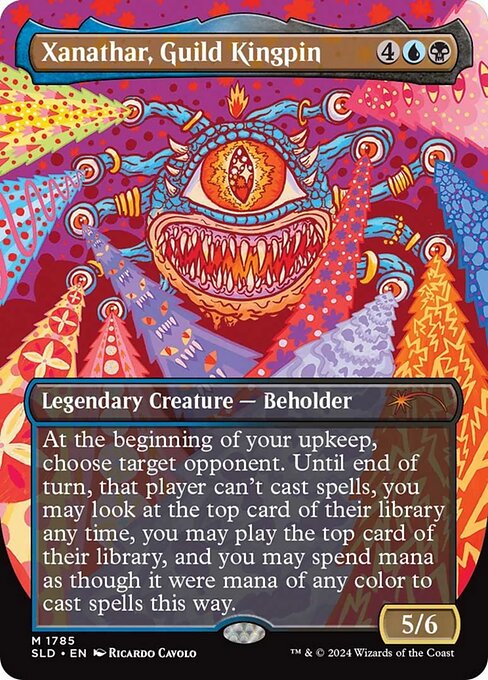 Xanathar, Guild Kingpin 4
Legendary Creature — Beholder
At the beginning of your upkeep,
choose target opponent. Until end of
turn, that player can't cast spells, you
may look at the top card of their library
any time, you may play the top card of
their library, and you may spend mana
as though it were mana of any color to
cast spells this way.
5/6
M 1785
SLD • EN Ricardo Cavolo
™ & © 2024 Wizards of the Coast